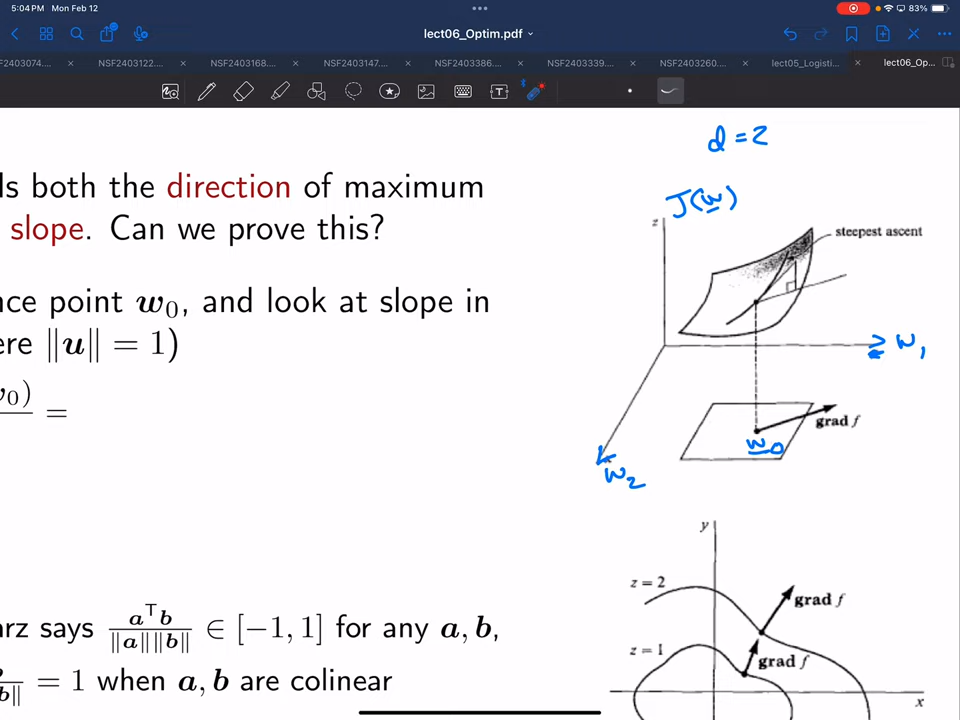 5:04 PM Mon Feb 12
83%
lect06_Optim.pdf
F2403074.... NSF2403122.... NSF2403168.... NSF2403147.... NSF2403386.... NSF2403339.... NSF2403260.... lect05_Logisti... lect06_Op...
d = 2
ls both the direction of maximum
slope. Can we prove this?
J(w)
z
steepest ascent
nce point w₀, and look at slope in
ere ‖u‖ = 1)
w₁
w₀) =
grad f
w₀
w₂
y
z = 2
grad f
z = 1
grad f
x
arz says aᵀb / ‖a‖‖b‖ ∈ [−1, 1] for any a, b,
b‖ = 1 when a, b are colinear